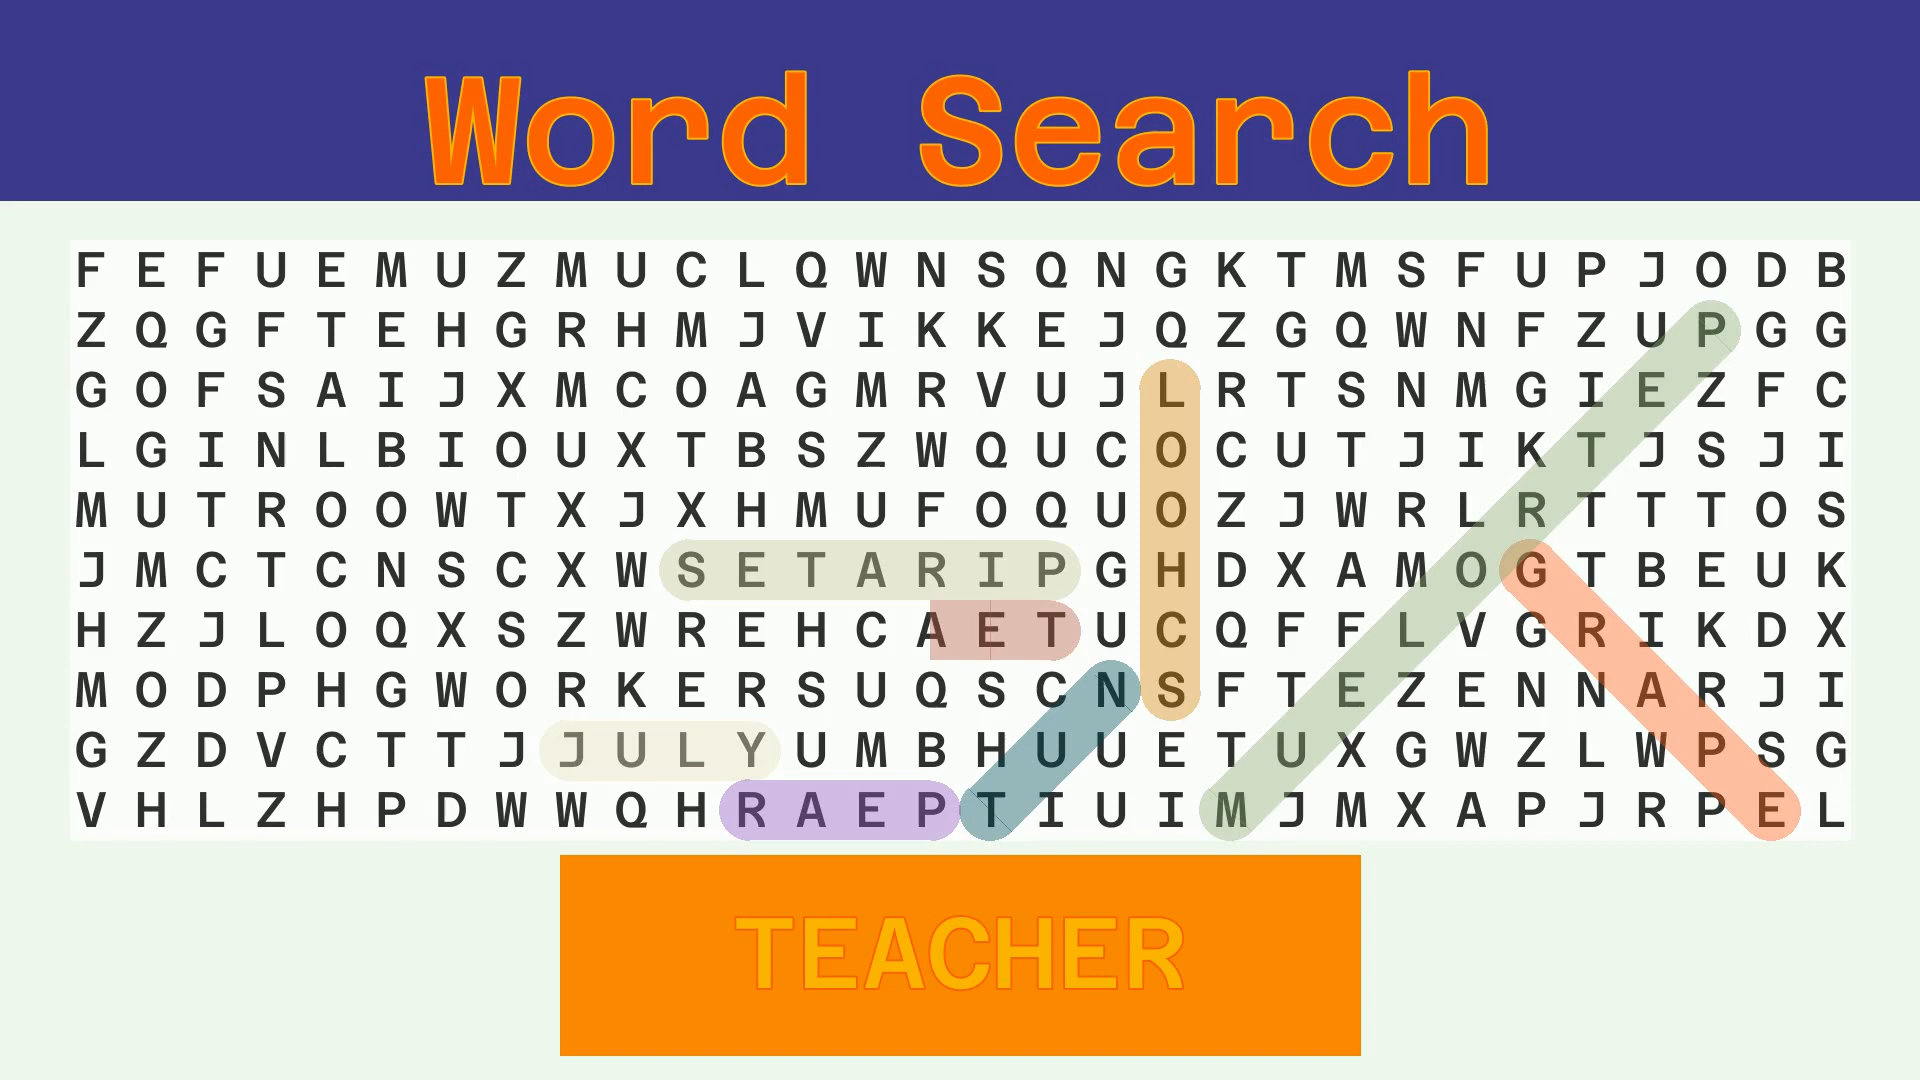 Word Search
F E F U E M U Z M U C L Q W N S Q N G K T M S F U P J O D B
Z Q G F T E H G R H M J V I K K E J Q Z G Q W N F Z U P G G
G O F S A I J X M C O A G M R V U J L R T S N M G I E Z F C
L G I N L B I O U X T B S Z W Q U C O C U T J I K T J S J I
M U T R O O W T X J X H M U F O Q U O Z J W R L R T T T O S
J M C T C N S C X W S E T A R I P G H D X A M O G T B E U K
H Z J L O Q X S Z W R E H C A E T U C Q F F L V G R I K D X
M O D P H G W O R K E R S U Q S C N S F T E Z E N N A R J I
G Z D V C T T J J U L Y U M B H U U E T U X G W Z L W P S G
V H L Z H P D W W Q H R A E P T I U I M J M X A P J R P E L
TEACHER